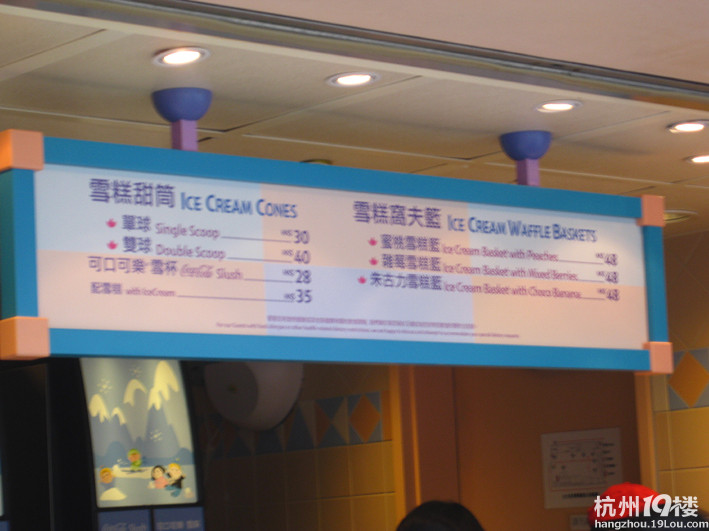 雪糕甜筒 ICE CREAM CONES
單球 Single Scoop HK$ 30
雙球 Double Scoop HK$ 40
可口可樂®雪杯 Coca-Cola Slush HK$ 28
配雪糕 with Ice Cream HK$ 35
雪糕窩夫籃 ICE CREAM WAFFLE BASKETS
蜜桃雪糕籃 Ice Cream Basket with Peaches HK$ 48
雜莓雪糕籃 Ice Cream Basket with Mixed Berries HK$ 48
朱古力雪糕籃 Ice Cream Basket with Choco Banana HK$ 48
杭州19楼
hangzhou.19Lou.com